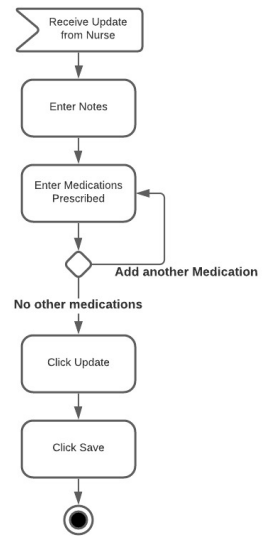 Receive Update
from Nurse
Enter Notes
Enter Medications
Prescribed
Add another Medication
No other medications
Click Update
Click Save